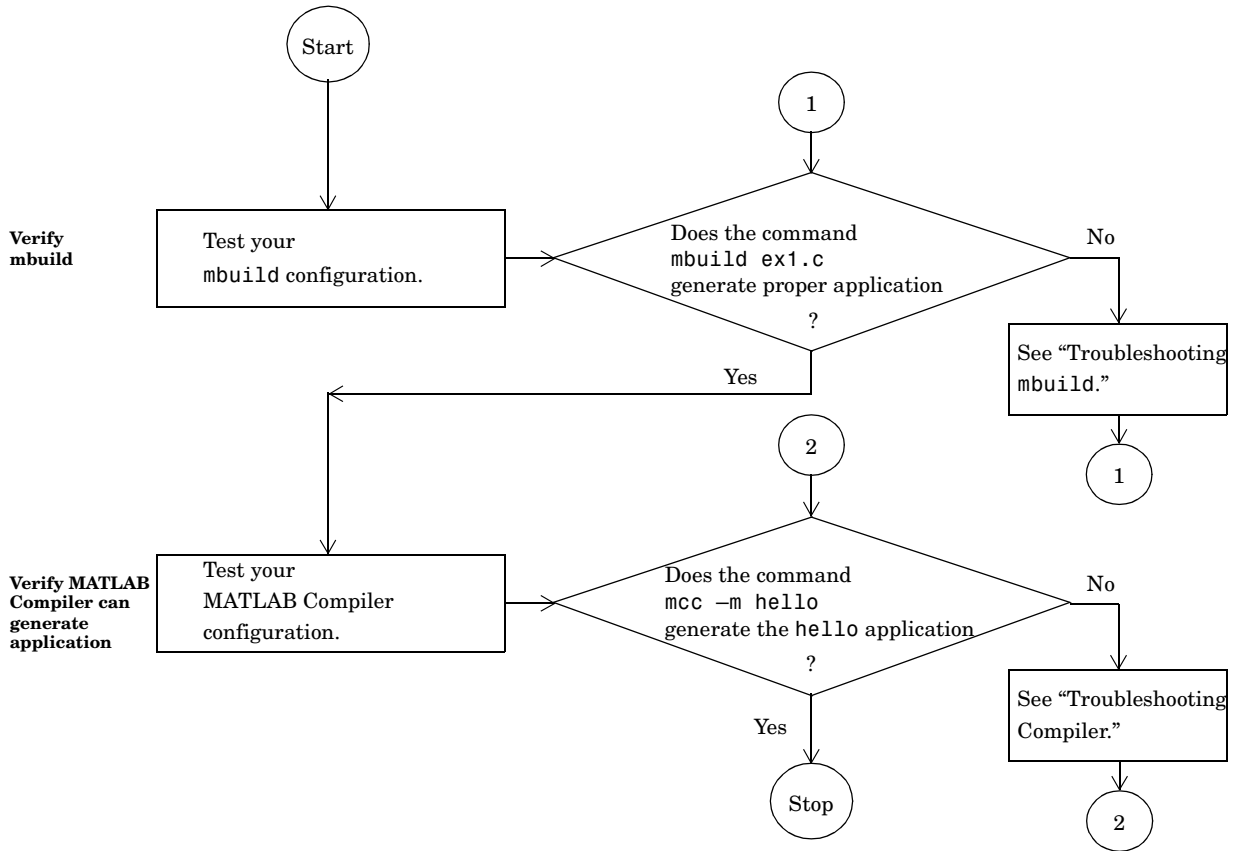 Start
1
Verify
mbuild
Test your
mbuild configuration.
Does the command
mbuild ex1.c
generate proper application
?
No
See “Troubleshooting
mbuild.”
1
Yes
2
Verify MATLAB
Compiler can
generate
application
Test your
MATLAB Compiler
configuration.
Does the command
mcc –m hello
generate the hello application
?
No
See “Troubleshooting
Compiler.”
2
Yes
Stop